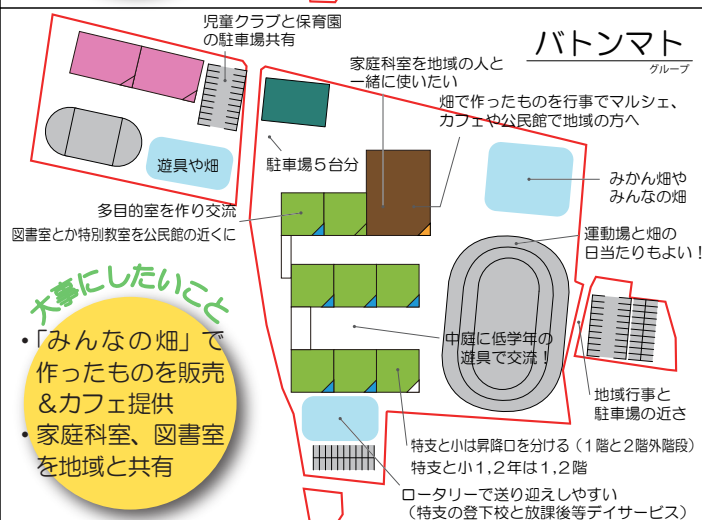 児童クラブと保育園
の駐車場共有
バトンマト
グループ
家庭科室を地域の人と
一緒に使いたい
畑で作ったものを行事でマルシェ、
カフェや公民館で地域の方へ
遊具や畑
駐車場5台分
みかん畑や
みんなの畑
多目的室を作り交流
図書室とか特別教室を公民館の近くに
運動場と畑の
日当たりもよい！
大事にしたいこと
・「みんなの畑」で
作ったものを販売
&カフェ提供
・家庭科室、図書室
を地域と共有
中庭に低学年の
遊具で交流！
地域行事と
駐車場の近さ
特支と小は昇降口を分ける（1階と2階外階段）
特支と小1,2年は1,2階
ロータリーで送り迎えしやすい
（特支の登下校と放課後等デイサービス）